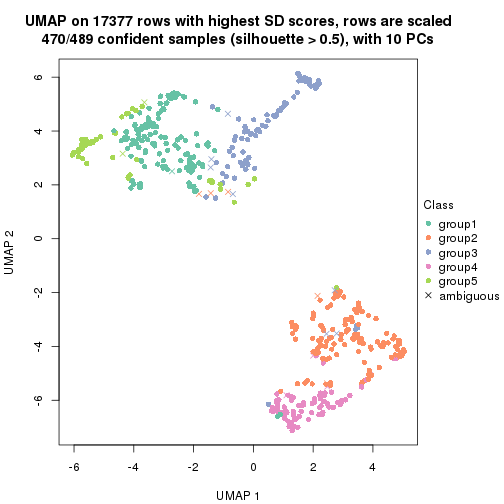 UMAP on 17377 rows with highest SD scores, rows are scaled
470/489 confident samples (silhouette > 0.5), with 10 PCs
6
4
2
0
-2
-4
-6
UMAP 2
-6
-4
-2
0
2
4
UMAP 1
Class
group1
group2
group3
group4
group5
ambiguous